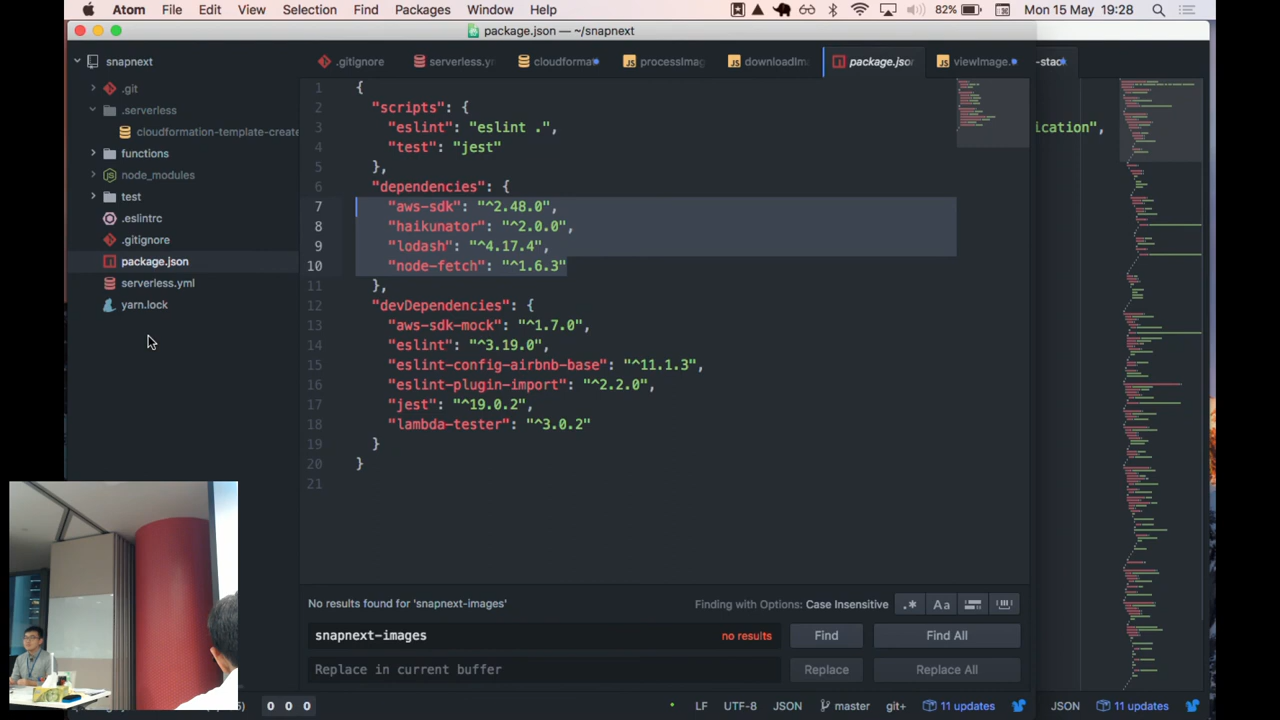 Atom File Edit View Selection Find Packages Window Help 82% Mon 15 May 19:28
package.json — ~/snapnext
snapnext
.git
.serverless
cloudformation-template-create
functions
node_modules
test
.eslintrc
.gitignore
package.json
serverless.yml
yarn.lock
.gitignore serverless.yr cloudforma processImag downloadIm package.jso viewImage. -stac
1 {
2 "scripts": {
3 "eslint": "eslint .",
4 "test": "jest"
5 },
6 "dependencies": {
7 "aws-sdk": "^2.48.0",
8 "haikunator": "^2.0.0",
9 "lodash": "^4.17.4",
10 "node-fetch": "^1.6.3"
11 },
12 "devDependencies": {
13 "aws-sdk-mock": "^1.7.0",
14 "eslint": "^3.19.0",
15 "eslint-config-airbnb-base": "^11.1.3",
16 "eslint-plugin-import": "^2.2.0",
17 "jest": "^19.0.2",
18 "lambda-tester": "^3.0.2"
19 }
20 }
21
ication",
No results found for 'snapnext-images' Finding with Options: Case Insensitive .* Aa
snapnext-images no results Find Find All
Replace in current buffer Replace Replace All
0 0 0 LF UTF-8 JSON master git+ 11 updates JSON 11 updates